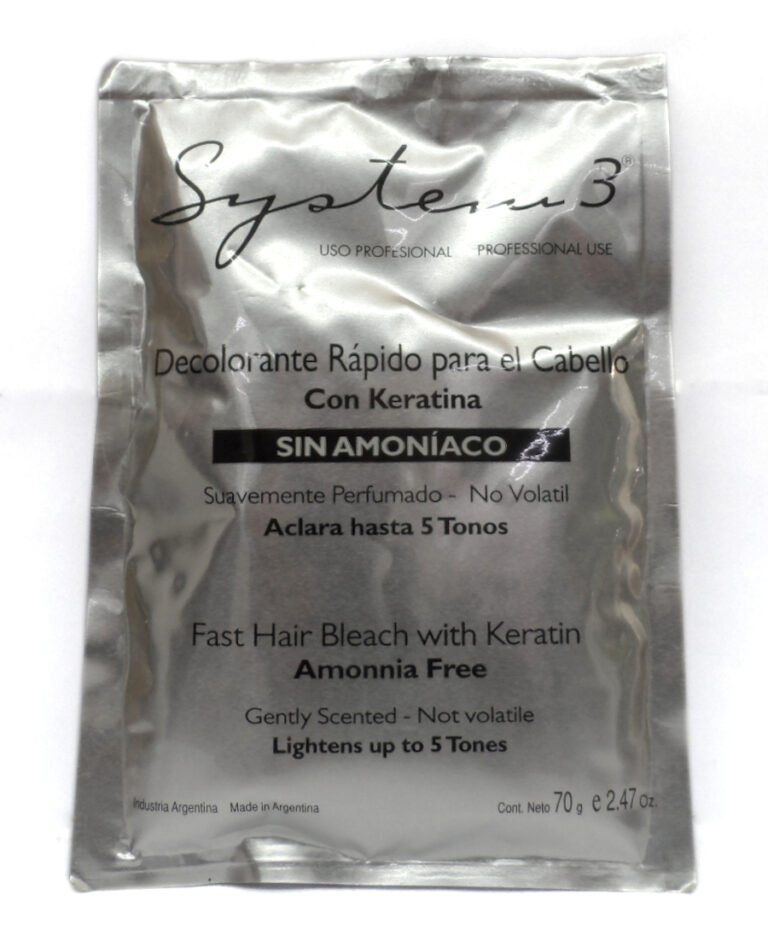 System 3®
USO PROFESIONAL PROFESSIONAL USE
Decolorante Rápido para el Cabello
Con Keratina
SIN AMONÍACO
Suavemente Perfumado - No Volatil
Aclara hasta 5 Tonos
Fast Hair Bleach with Keratin
Amonnia Free
Gently Scented - Not volatile
Lightens up to 5 Tones
Industria Argentina Made in Argentina Cont. Neto 70 g e 2.47 oz.